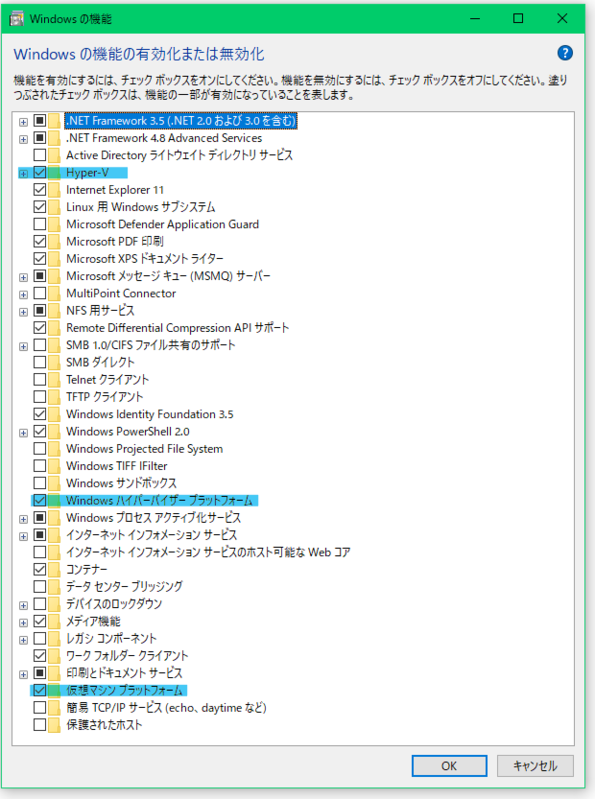 Windows の機能
Windows の機能の有効化または無効化
機能を有効にするには、チェック ボックスをオンにしてください。機能を無効にするには、チェック ボックスをオフにしてください。塗り
つぶされたチェック ボックスは、機能の一部が有効になっていることを表します。
.NET Framework 3.5 (.NET 2.0 および 3.0 を含む)
.NET Framework 4.8 Advanced Services
Active Directory ライトウェイト ディレクトリ サービス
Hyper-V
Internet Explorer 11
Linux 用 Windows サブシステム
Microsoft Defender Application Guard
Microsoft PDF 印刷
Microsoft XPS ドキュメント ライター
Microsoft メッセージ キュー (MSMQ) サーバー
MultiPoint Connector
NFS 用サービス
Remote Differential Compression API サポート
SMB 1.0/CIFS ファイル共有のサポート
SMB ダイレクト
Telnet クライアント
TFTP クライアント
Windows Identity Foundation 3.5
Windows PowerShell 2.0
Windows Projected File System
Windows TIFF IFilter
Windows サンドボックス
Windows ハイパーバイザー プラットフォーム
Windows プロセス アクティブ化サービス
インターネット インフォメーション サービス
インターネット インフォメーション サービスのホスト可能な Web コア
コンテナー
データ センター ブリッジング
デバイスのロックダウン
メディア機能
レガシ コンポーネント
ワーク フォルダー クライアント
印刷とドキュメント サービス
仮想マシン プラットフォーム
簡易 TCP/IP サービス (echo、daytime など)
保護されたホスト
OK
キャンセル